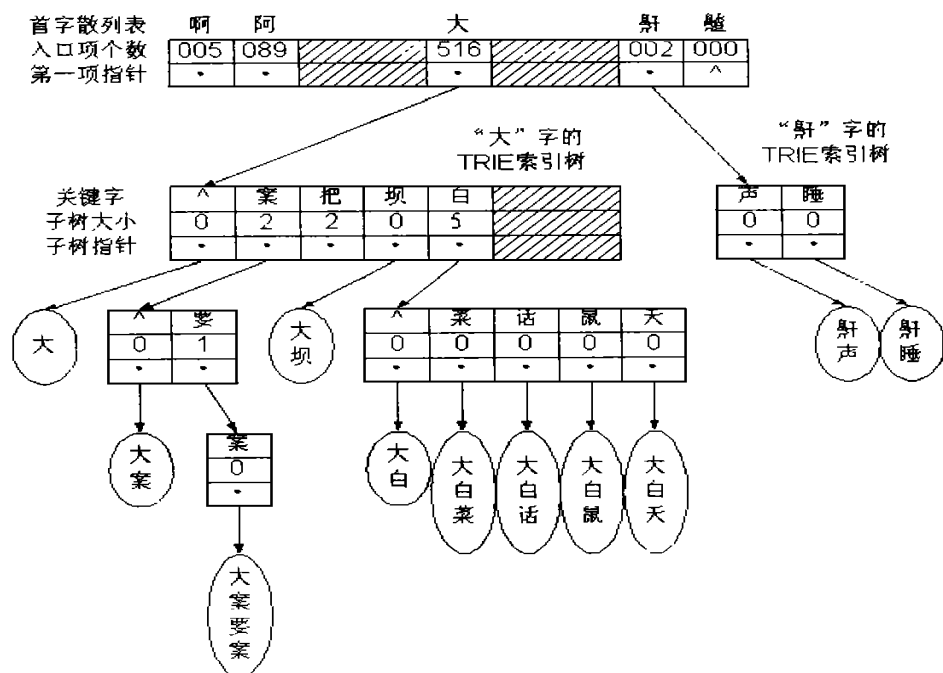 首字散列表 啊 阿 大 鼾 齄
入口项个数 005 089 516 002 000
第一项指针 · · · · ^
“大”字的
TRIE索引树
“鼾”字的
TRIE索引树
关键字 ^ 案 把 坝 白 声 睡
子树大小 0 2 2 0 5 0 0
子树指针 · · · · · · ·
大
^ 要
0 1
· ·
大坝
^ 菜 话 鼠 天
0 0 0 0 0
· · · · ·
鼾声
鼾睡
大案
案
0
·
大白
大白菜
大白话
大白鼠
大白天
大案要案